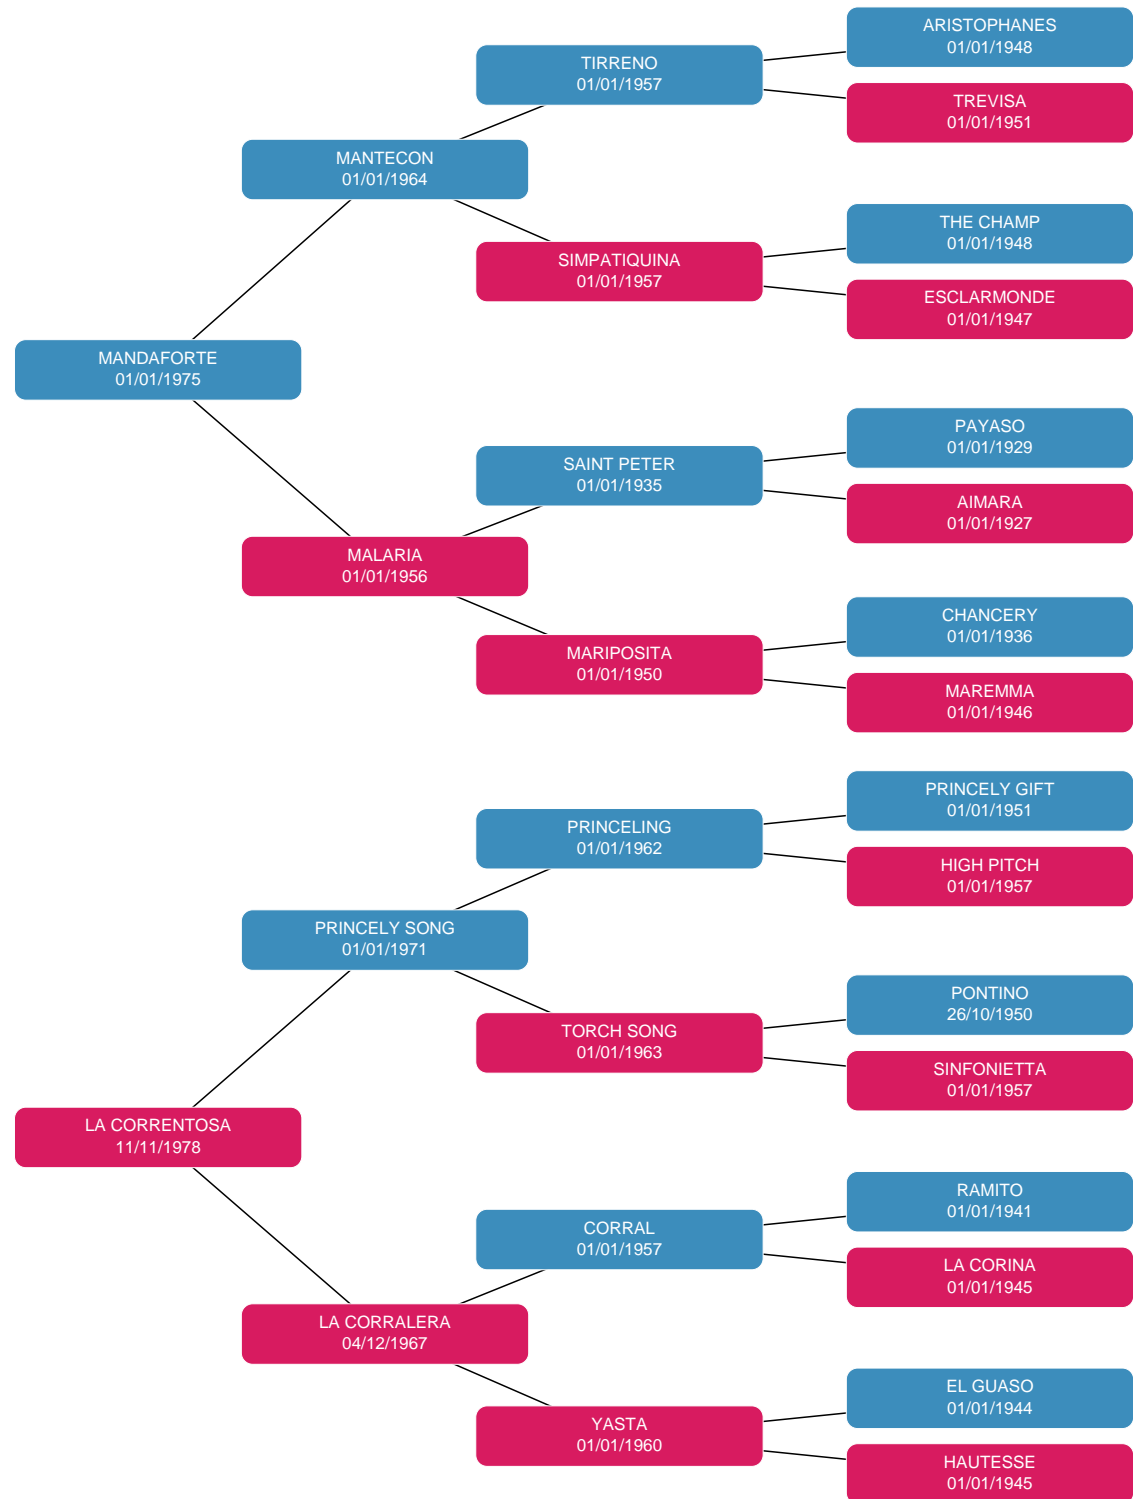 ARISTOPHANES
01/01/1948
TIRRENO
01/01/1957
TREVISA
01/01/1951
MANTECON
01/01/1964
THE CHAMP
01/01/1948
SIMPATIQUINA
01/01/1957
ESCLARMONDE
01/01/1947
MANDAFORTE
01/01/1975
PAYASO
01/01/1929
SAINT PETER
01/01/1935
AIMARA
01/01/1927
MALARIA
01/01/1956
CHANCERY
01/01/1936
MARIPOSITA
01/01/1950
MAREMMA
01/01/1946
PRINCELY GIFT
01/01/1951
PRINCELING
01/01/1962
HIGH PITCH
01/01/1957
PRINCELY SONG
01/01/1971
PONTINO
26/10/1950
TORCH SONG
01/01/1963
SINFONIETTA
01/01/1957
LA CORRENTOSA
11/11/1978
RAMITO
01/01/1941
CORRAL
01/01/1957
LA CORINA
01/01/1945
LA CORRALERA
04/12/1967
EL GUASO
01/01/1944
YASTA
01/01/1960
HAUTESSE
01/01/1945